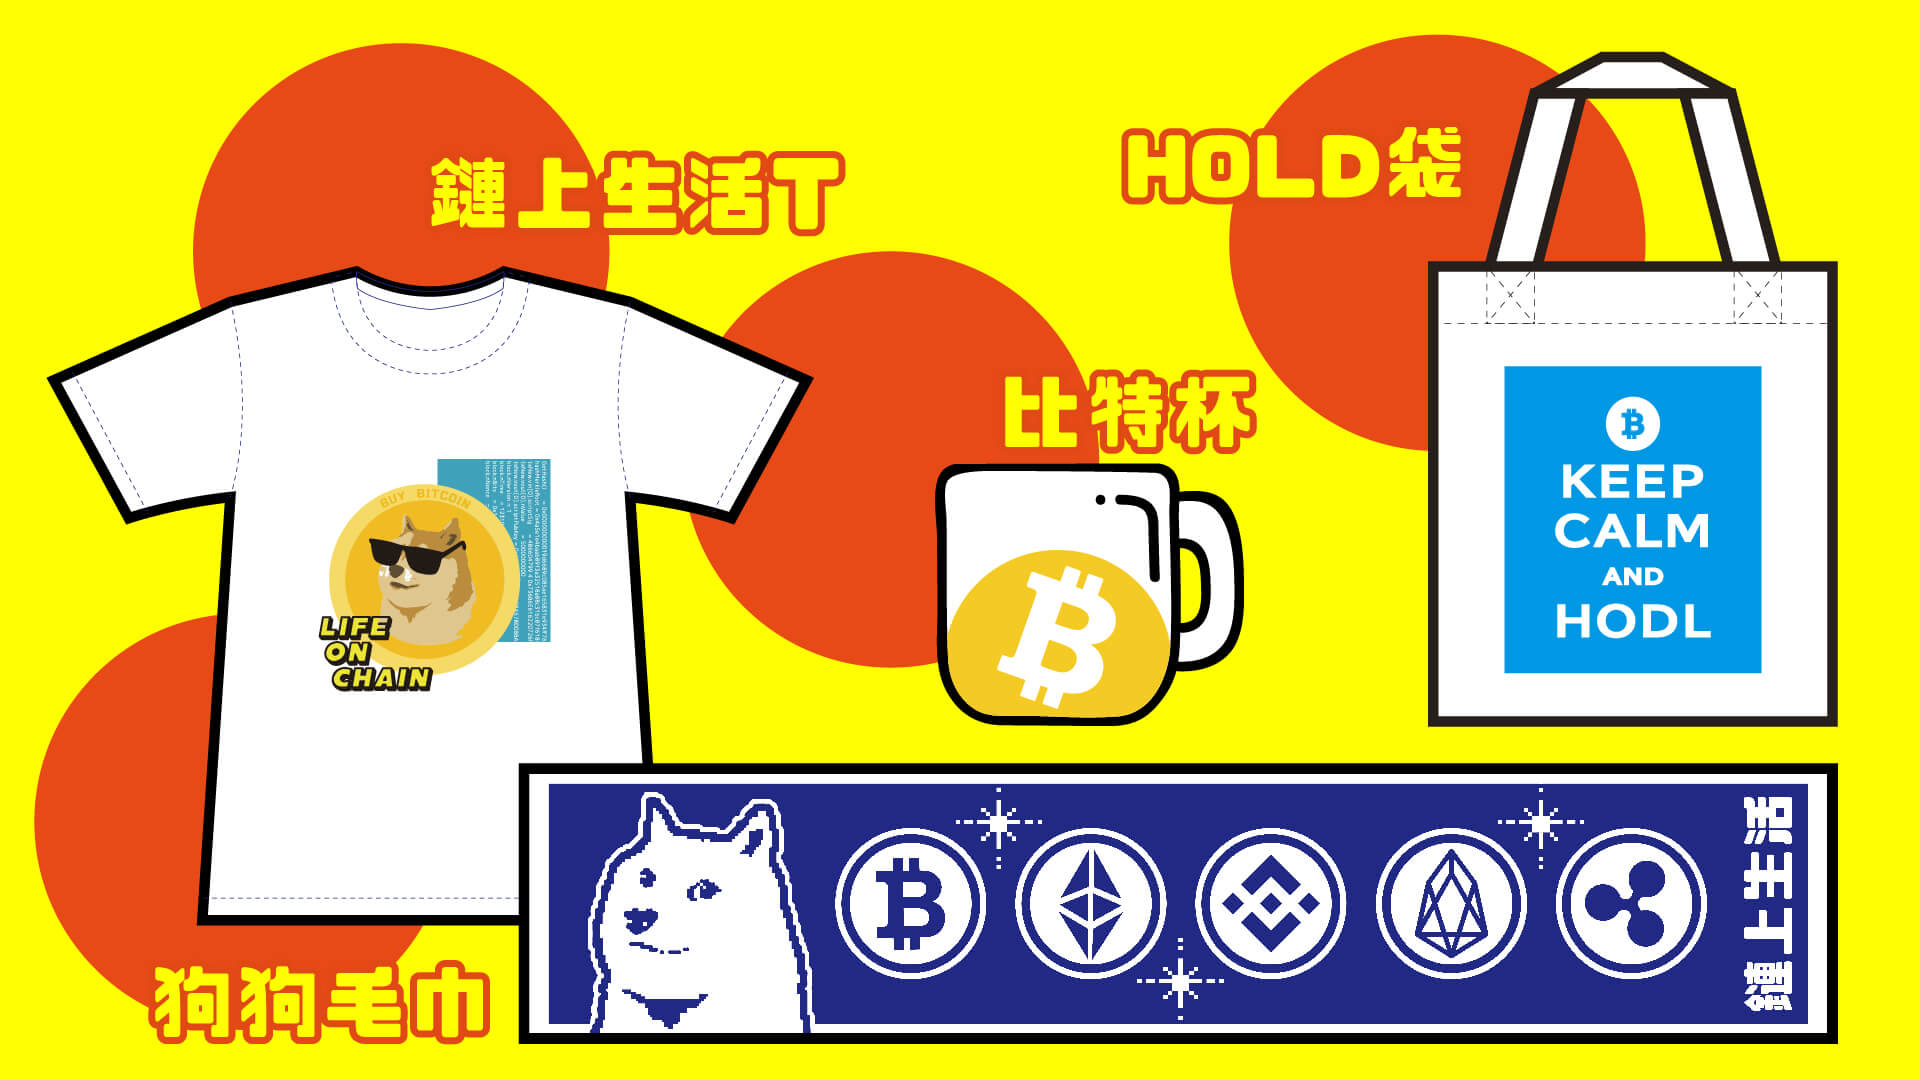 鏈上生活T
HOLD袋
比特杯
BUY BITCOIN
LIFE
ON
CHAIN
KEEP
CALM
AND
HODL
狗狗毛巾
鏈上生活